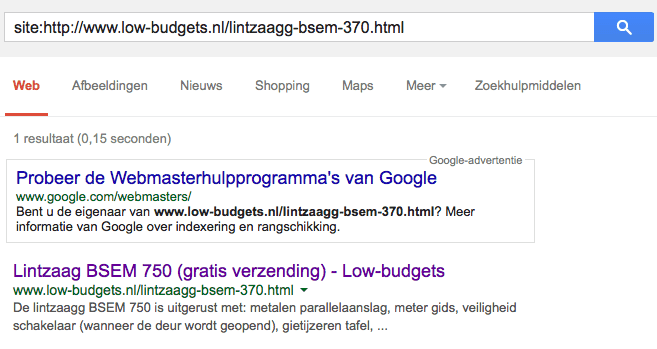 site:http://www.low-budgets.nl/lintzaagg-bsem-370.html
Web Afbeeldingen Nieuws Shopping Maps Meer Zoekhulpmiddelen
1 resultaat (0,15 seconden)
Google-advertentie
Probeer de Webmasterhulpprogramma's van Google
www.google.com/webmasters/
Bent u de eigenaar van www.low-budgets.nl/lintzaagg-bsem-370.html? Meer
informatie van Google over indexering en rangschikking.
Lintzaag BSEM 750 (gratis verzending) - Low-budgets
www.low-budgets.nl/lintzaagg-bsem-370.html
De lintzaagg BSEM 750 is uitgerust met: metalen parallelaanslag, meter gids, veiligheid
schakelaar (wanneer de deur wordt geopend), gietijzeren tafel, ...